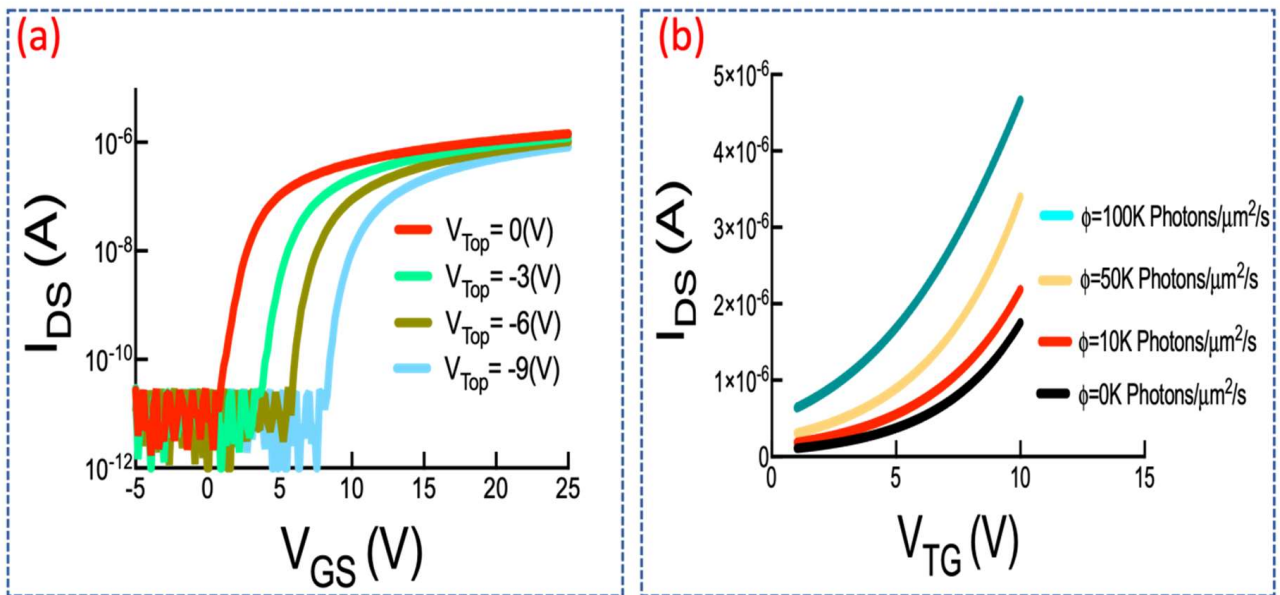 (a)
I_DS (A)
10⁻⁶
10⁻⁸
10⁻¹⁰
10⁻¹²
-5 0 5 10 15 20 25
V_GS (V)
V_Top= 0(V)
V_Top= -3(V)
V_Top= -6(V)
V_Top= -9(V)
(b)
I_DS (A)
5×10⁻⁶
4×10⁻⁶
3×10⁻⁶
2×10⁻⁶
1×10⁻⁶
0
0 5 10 15
V_TG (V)
ϕ=100K Photons/µm²/s
ϕ=50K Photons/µm²/s
ϕ=10K Photons/µm²/s
ϕ=0K Photons/µm²/s